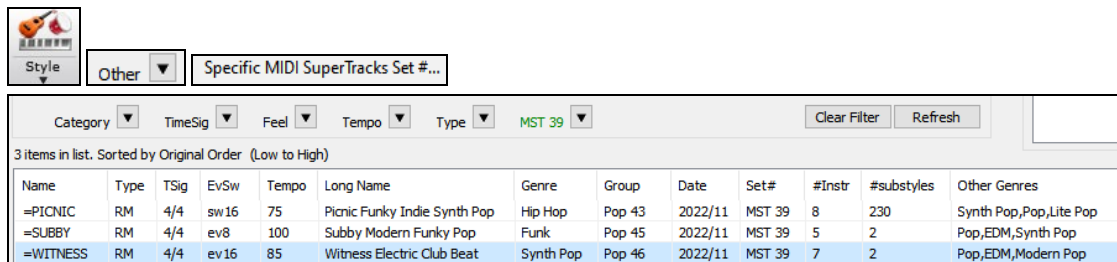 Style
Other
Specific MIDI SuperTracks Set #...
Category TimeSig Feel Tempo Type MST 39 Clear Filter Refresh
3 items in list. Sorted by Original Order (Low to High)
Name Type TSig EvSw Tempo Long Name Genre Group Date Set# #Instr #substyles Other Genres
=PICNIC RM 4/4 sw16 75 Picnic Funky Indie Synth Pop Hip Hop Pop 43 2022/11 MST 39 8 230 Synth Pop,Pop,Lite Pop
=SUBBY RM 4/4 ev8 100 Subby Modern Funky Pop Funk Pop 45 2022/11 MST 39 5 2 Pop,EDM,Synth Pop
=WITNESS RM 4/4 ev16 85 Witness Electric Club Beat Synth Pop Pop 46 2022/11 MST 39 7 2 Pop,EDM,Modern Pop